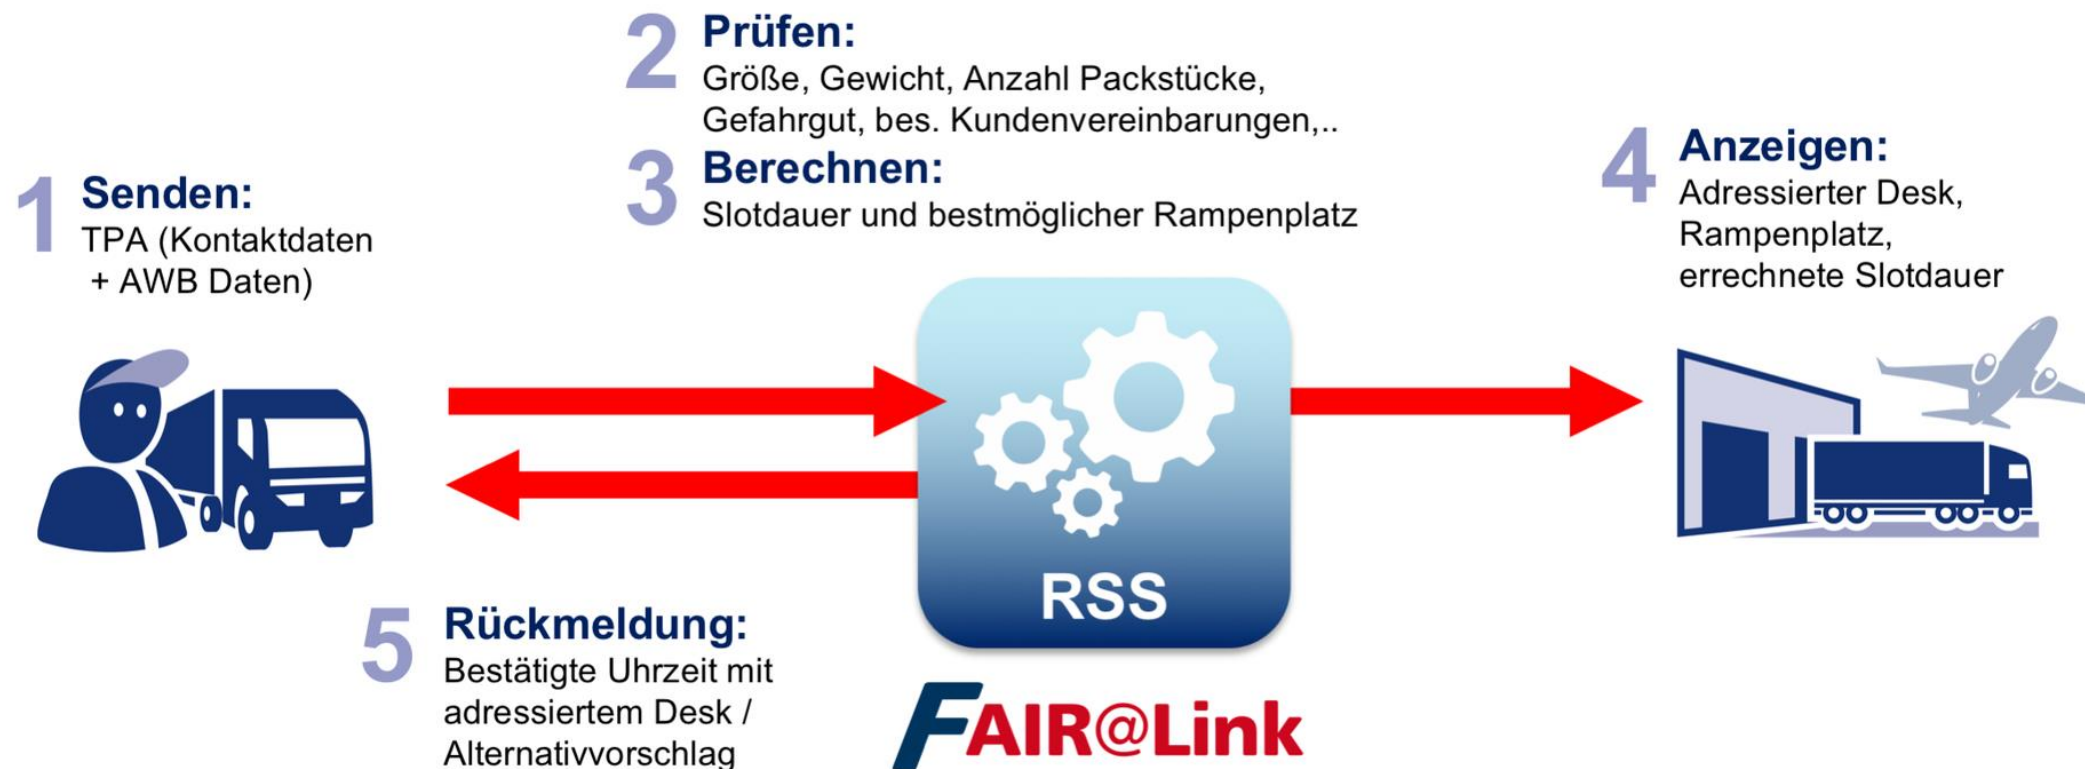 1 Senden:
TPA (Kontaktdaten
+ AWB Daten)
2 Prüfen:
Größe, Gewicht, Anzahl Packstücke,
Gefahrgut, bes. Kundenvereinbarungen,..
3 Berechnen:
Slotdauer und bestmöglicher Rampenplatz
4 Anzeigen:
Adressierter Desk,
Rampenplatz,
errechnete Slotdauer
RSS
5 Rückmeldung:
Bestätigte Uhrzeit mit
adressiertem Desk /
Alternativvorschlag
FAIR@Link